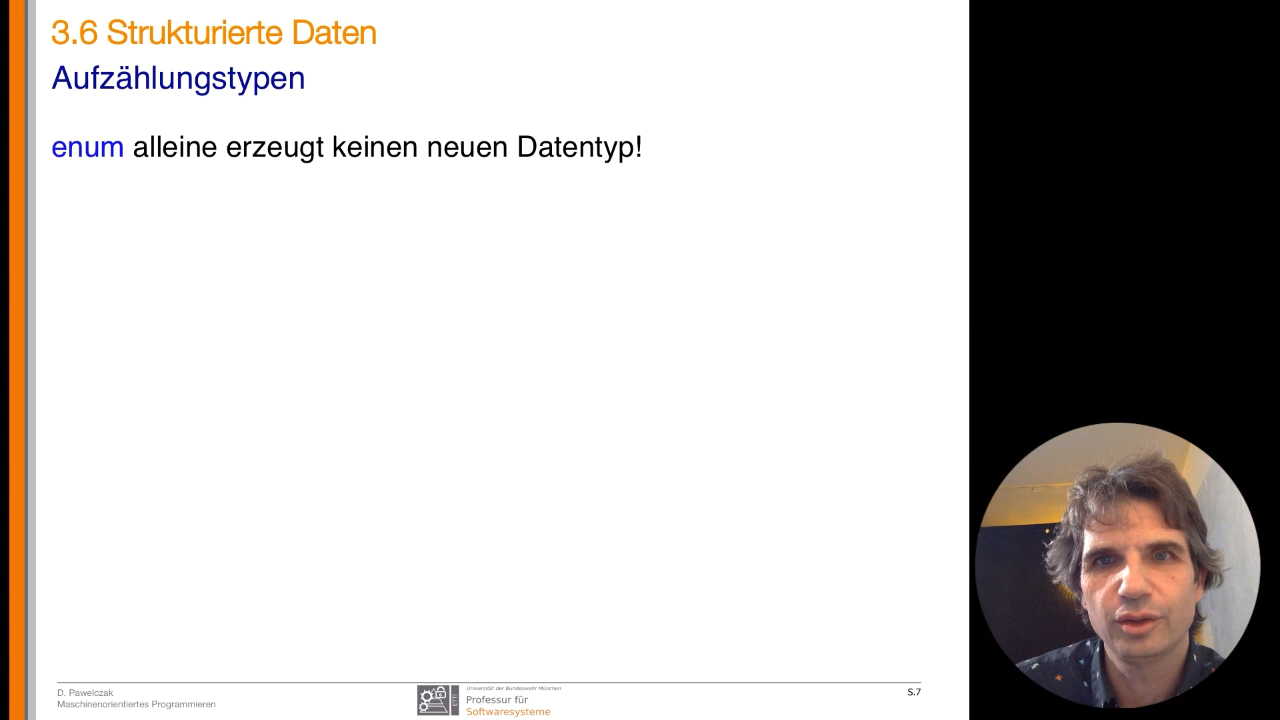 3.6 Strukturierte Daten
Aufzählungstypen
enum alleine erzeugt keinen neuen Datentyp!
D. Pawelczak
Maschinenorientiertes Programmieren
ETTI
Universität der Bundeswehr München
Professur für
Softwaresysteme
S.7